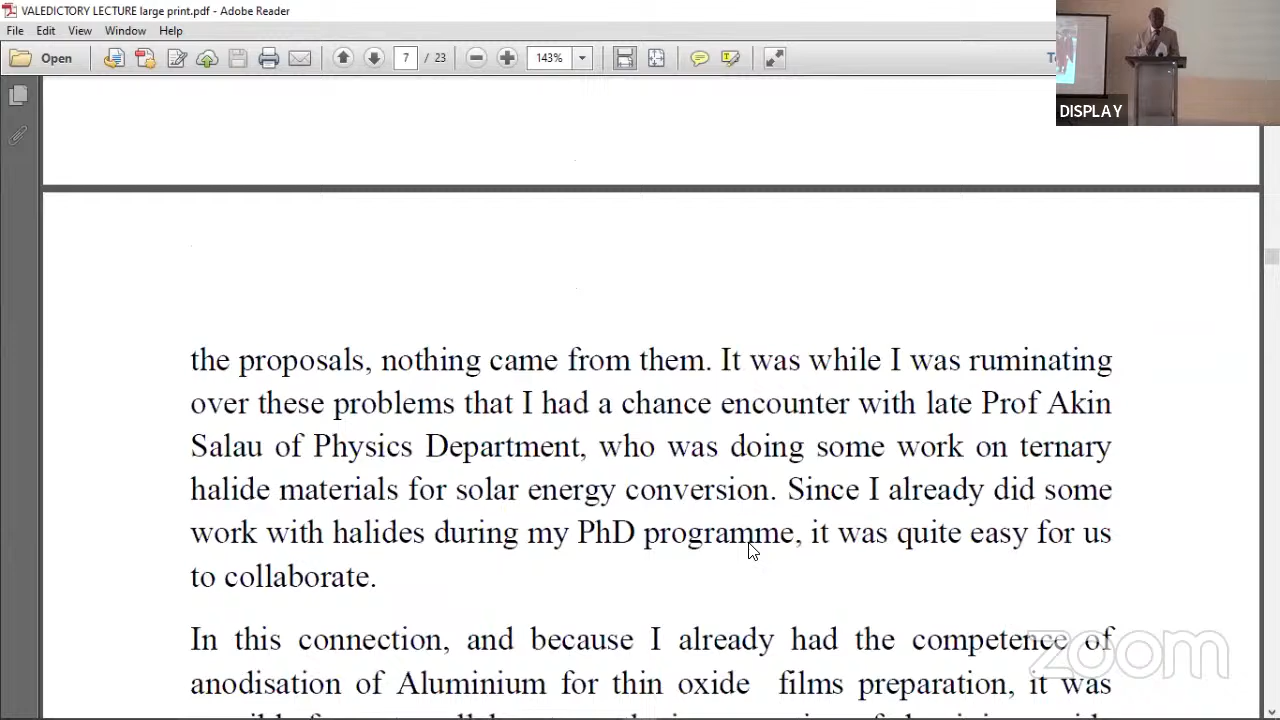 VALEDICTORY LECTURE large print.pdf - Adobe Reader
File Edit View Window Help
Open 7 / 23 143%
DISPLAY
the proposals, nothing came from them. It was while I was ruminating
over these problems that I had a chance encounter with late Prof Akin
Salau of Physics Department, who was doing some work on ternary
halide materials for solar energy conversion. Since I already did some
work with halides during my PhD programme, it was quite easy for us
to collaborate.
In this connection, and because I already had the competence of
anodisation of Aluminium for thin oxide films preparation, it was
zoom